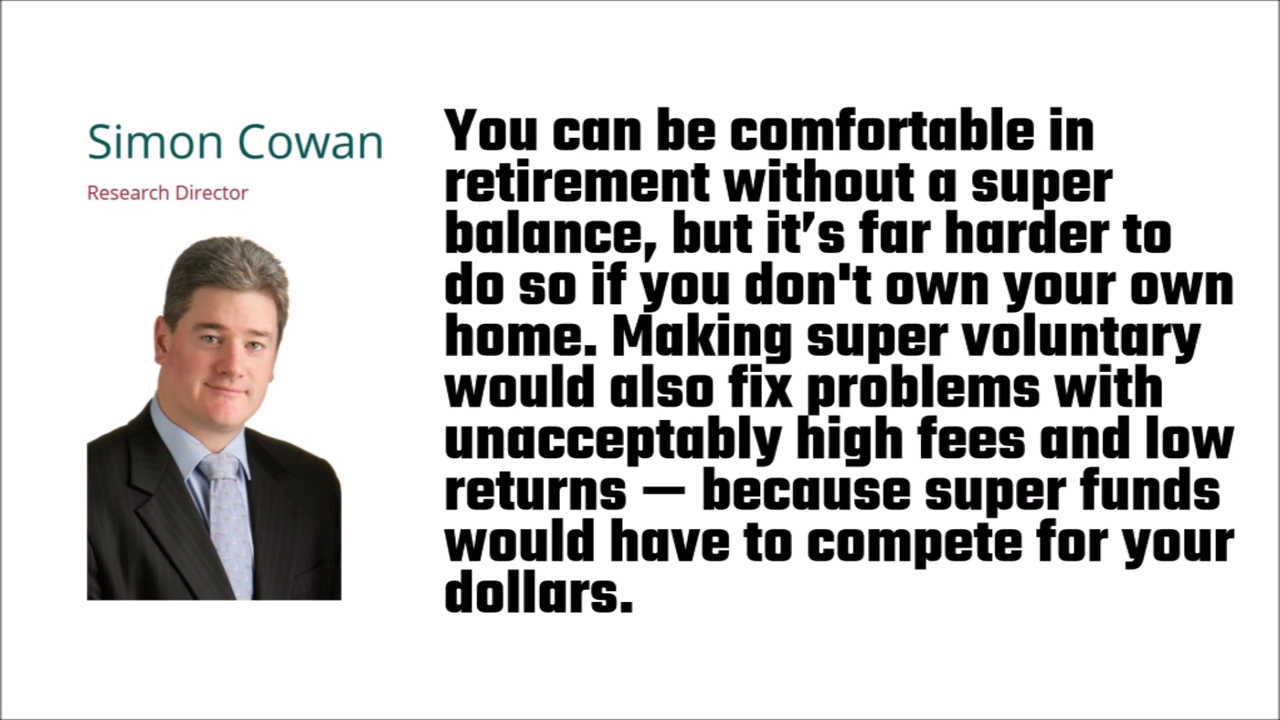 Simon Cowan
Research Director
You can be comfortable in
retirement without a super
balance, but it’s far harder to
do so if you don't own your own
home. Making super voluntary
would also fix problems with
unacceptably high fees and low
returns — because super funds
would have to compete for your
dollars.